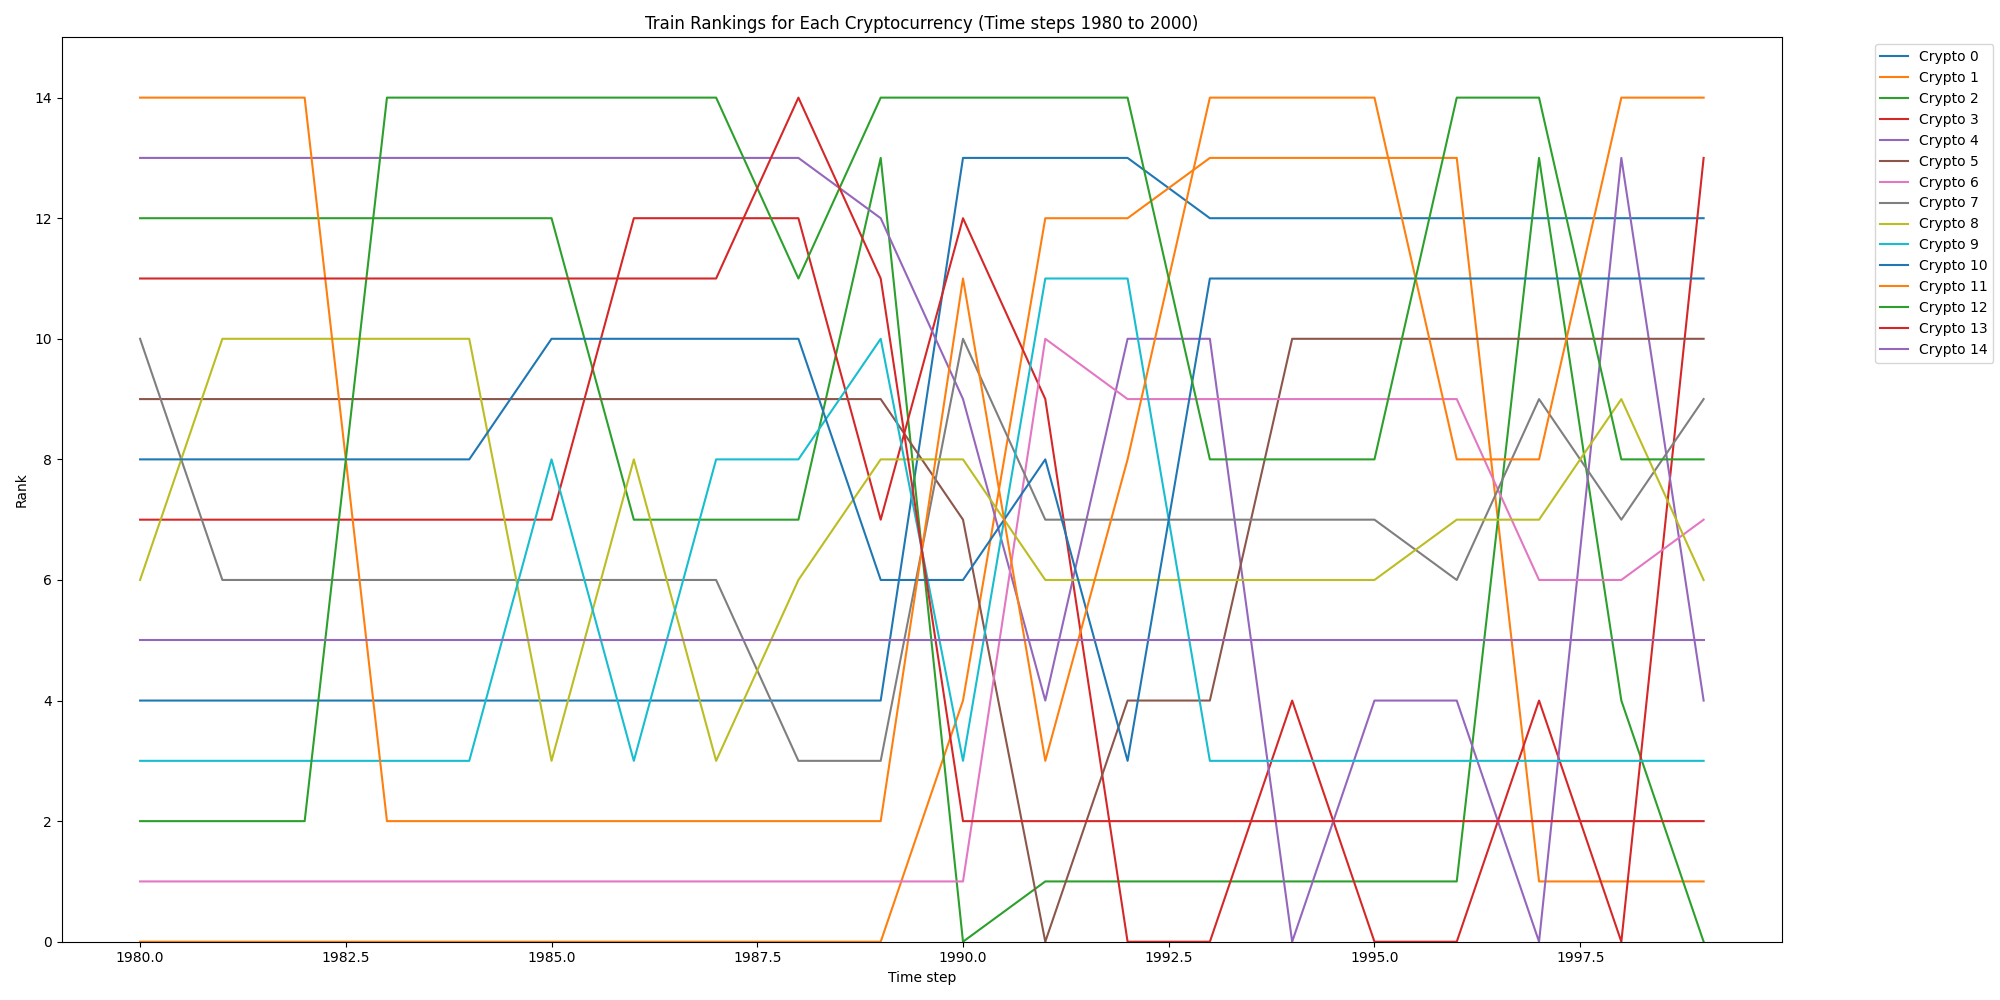 Train Rankings for Each Cryptocurrency (Time steps 1980 to 2000)
Crypto 0
Crypto 1
Crypto 2
Crypto 3
Crypto 4
Crypto 5
Crypto 6
Crypto 7
Crypto 8
Crypto 9
Crypto 10
Crypto 11
Crypto 12
Crypto 13
Crypto 14
Rank
14
12
10
8
6
4
2
0
1980.0 1982.5 1985.0 1987.5 1990.0 1992.5 1995.0 1997.5
Time step